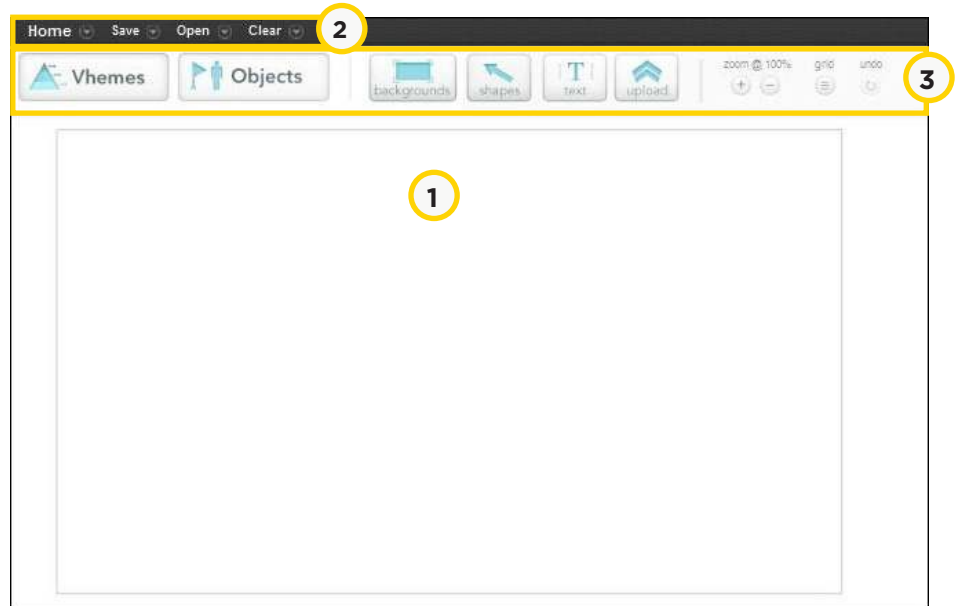 Home Save Open Clear 2
Vhemes Objects backgrounds shapes text upload zoom @ 100% grid undo 3
1